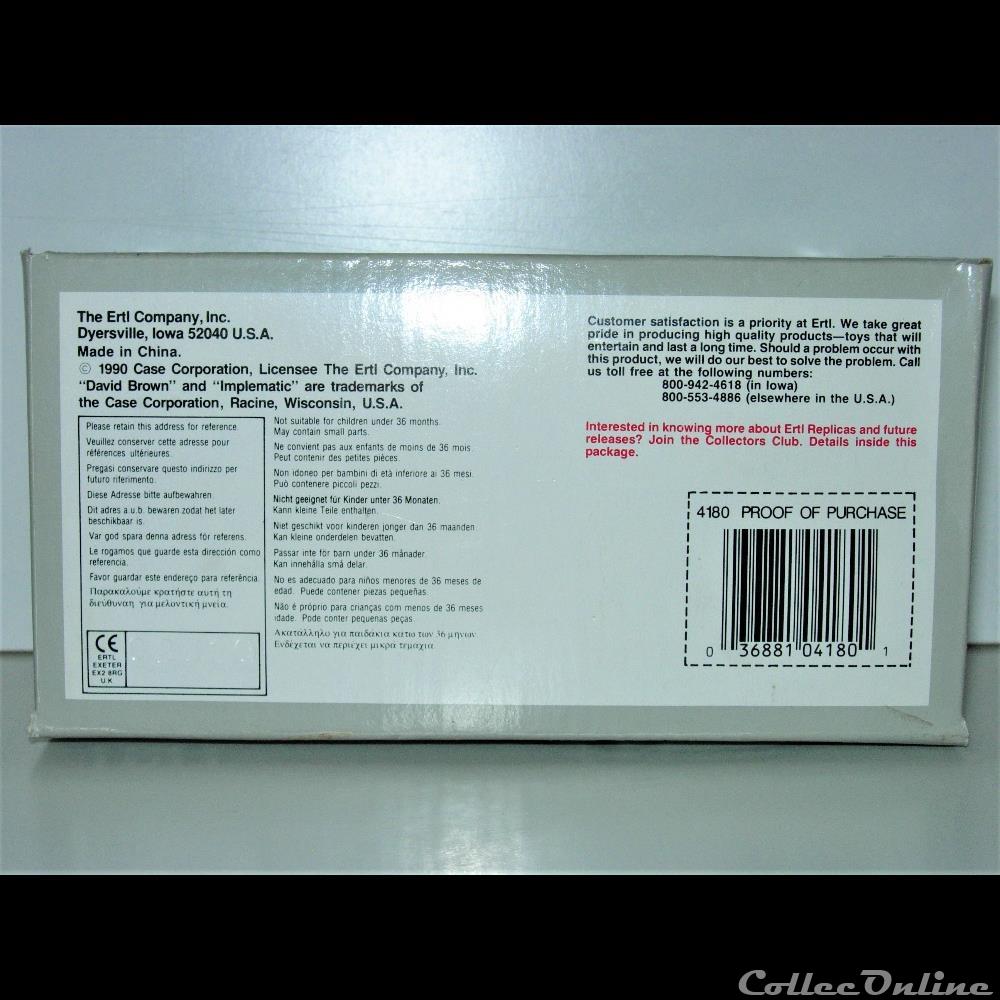 The Ertl Company, Inc.
Dyersville, Iowa 52040 U.S.A.
Made in China.
© 1990 Case Corporation, Licensee The Ertl Company, Inc.
"David Brown" and "Implematic" are trademarks of
the Case Corporation, Racine, Wisconsin, U.S.A.
Please retain this address for reference.
Veuillez conserver cette adresse pour
références ultérieures.
Pregasi conservare questo indirizzo per
futuro riferimento.
Diese Adresse bitte aufbewahren.
Dit adres a.u.b. bewaren zodat het later
beschikbaar is.
Var god spara denna adress för referens.
Le rogamos que guarde esta dirección como
referencia.
Favor guardar este endereço para referência.
Παρακαλούμε κρατήστε αυτή τη
διεύθυναη για μελοντική μνεία.
CE
ERTL
EXETER
EX2 8RG
U.K
Not suitable for children under 36 months.
May contain small parts.
Ne convient pas aux enfants de moins de 36 mois.
Peut contenir des petites pièces.
Non idoneo per bambini di età inferiore ai 36 mesi.
Può contenere piccoli pezzi.
Nicht geeignet für Kinder unter 36 Monaten.
Kann kleine Teile enthalten.
Niet geschikt voor kinderen jonger dan 36 maanden.
Kan kleine onderdelen bevatten.
Passar inte för barn under 36 månader.
Kan innehålla små delar.
No es adecuado para niños menores de 36 meses de
edad. Puede contener piezas pequeñas.
Não é próprio para crianças com menos de 36 meses
idade. Pode conter pequenas peças.
Ακατάλληλο για παιδάκια κατω των 36 μηνων.
Ενδέχεται να περιέχει μικρα τεμαχια.
Customer satisfaction is a priority at Ertl. We take great
pride in producing high quality products—toys that will
entertain and last a long time. Should a problem occur with
this product, we will do our best to solve the problem. Call
us toll free at the following numbers:
800-942-4618 (in Iowa)
800-553-4886 (elsewhere in the U.S.A.)
Interested in knowing more about Ertl Replicas and future
releases? Join the Collectors Club. Details inside this
package.
4180 PROOF OF PURCHASE
0 36881 04180 1
CollecOnline